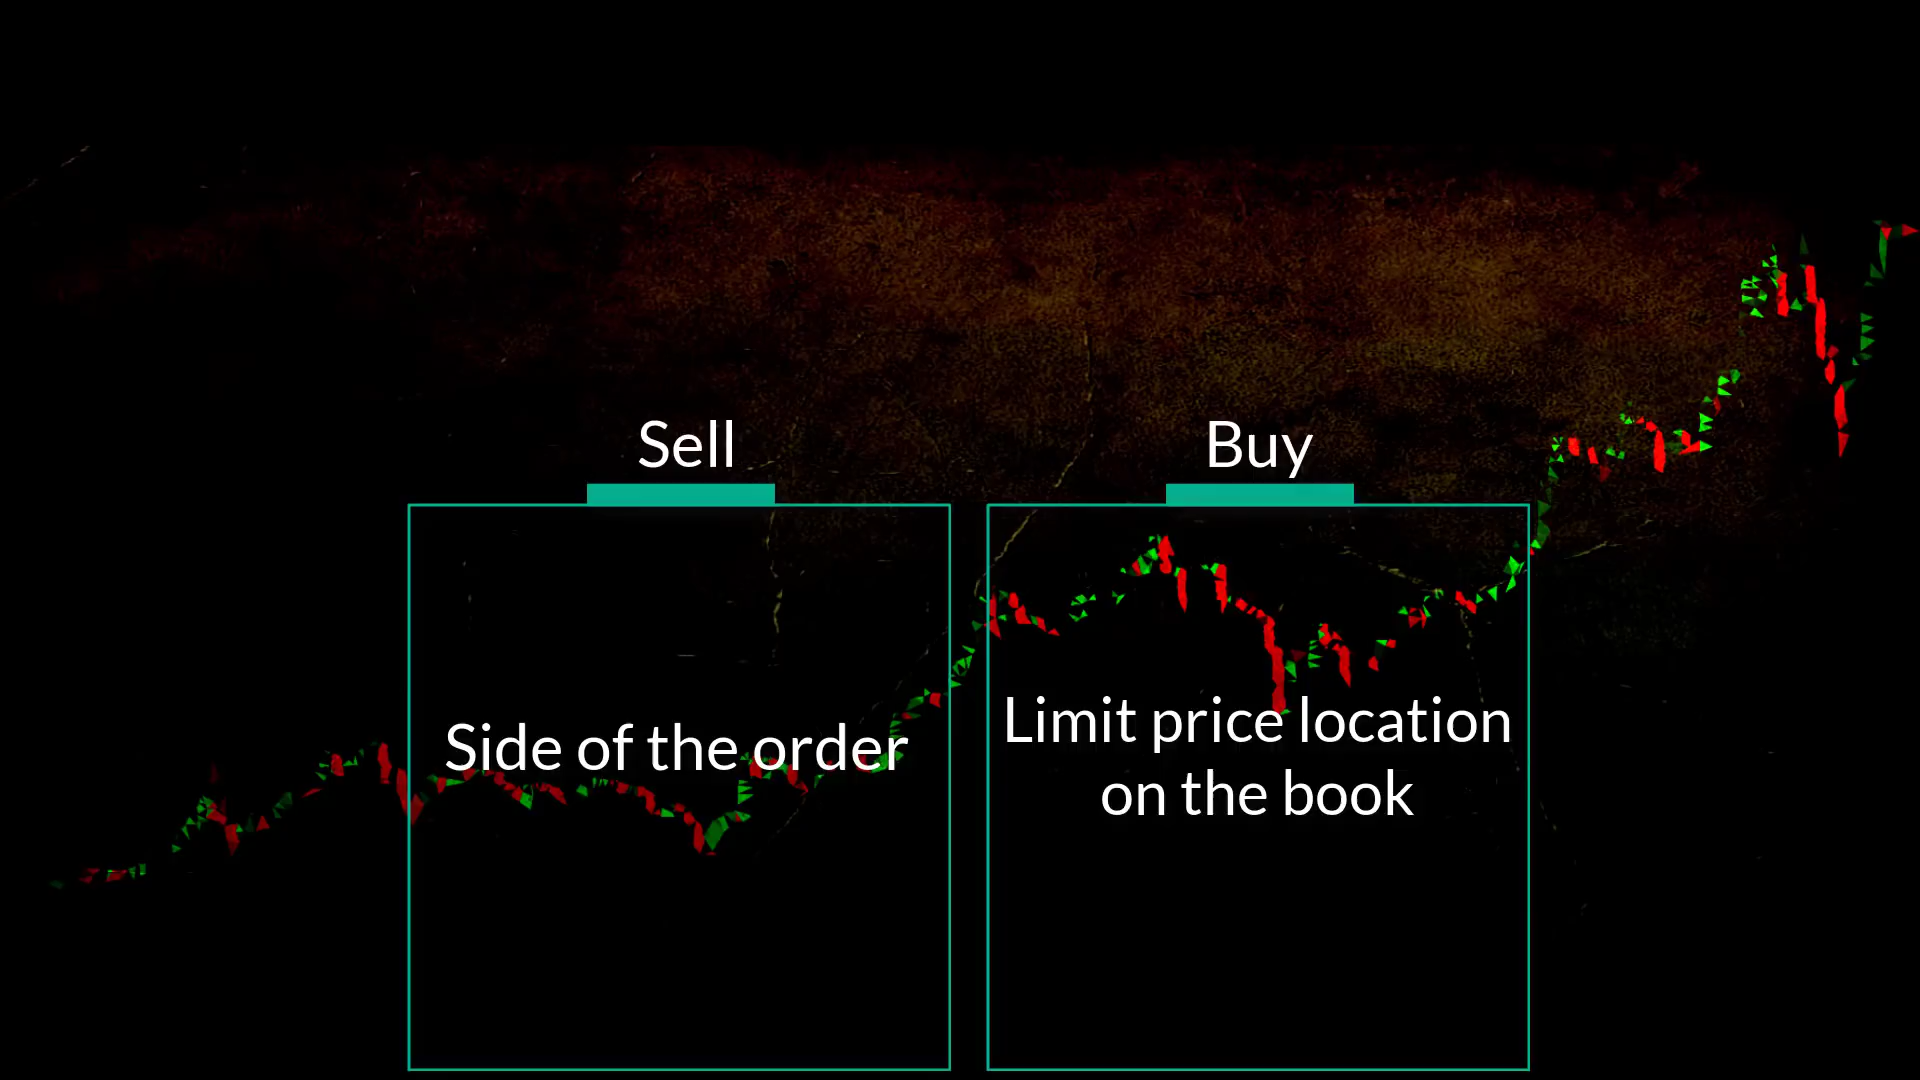 Sell
Buy
Side of the order
Limit price location
on the book